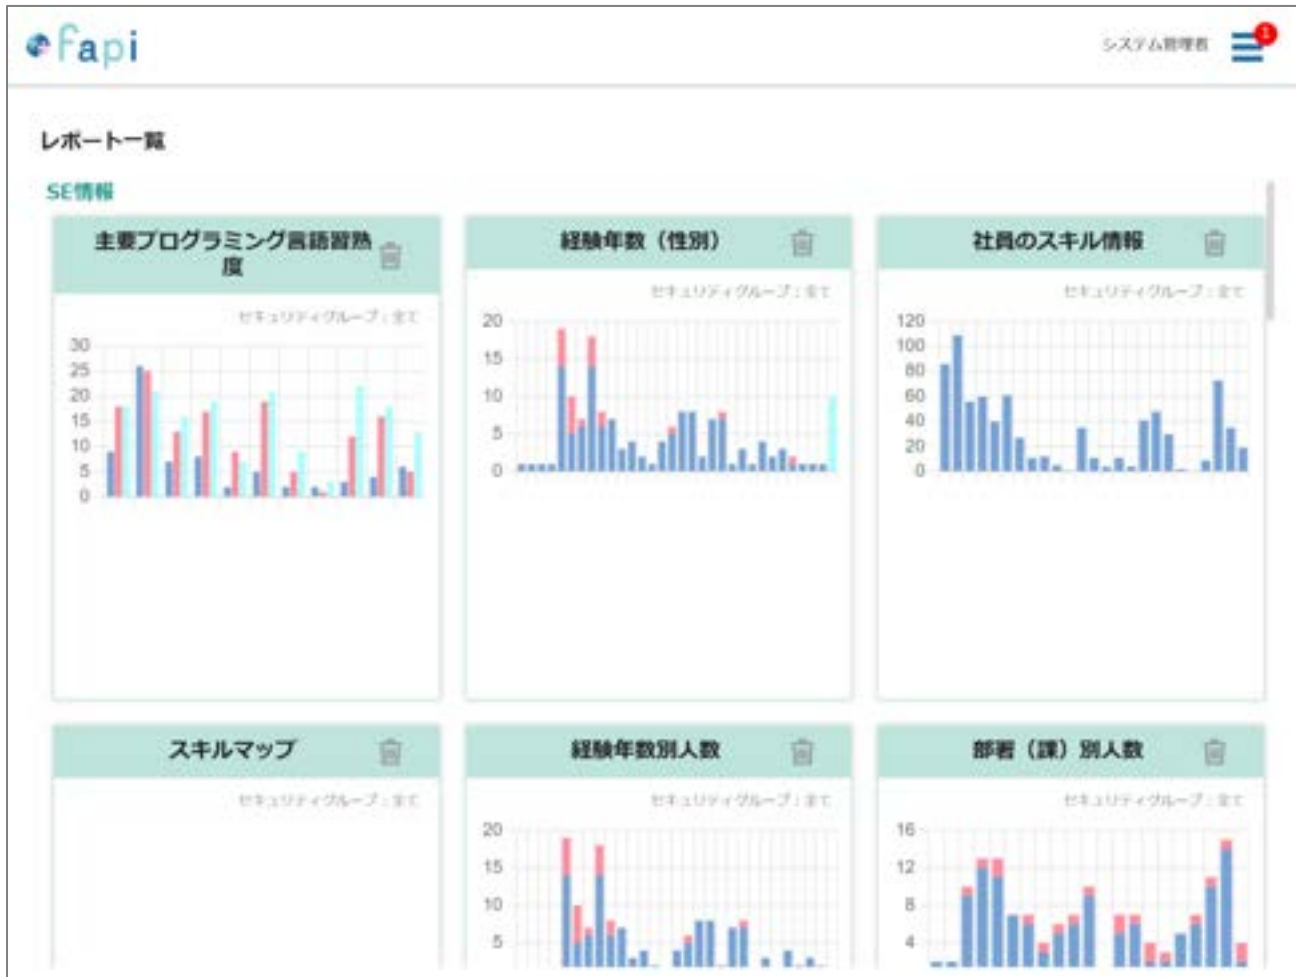 fapi
システム管理者
1
レポート一覧
SE情報
主要プログラミング言語習熟
度
セキュリティグループ：全て
30
25
20
15
10
5
0
経験年数（性別）
セキュリティグループ：全て
20
15
10
5
0
社員のスキル情報
セキュリティグループ：全て
120
100
80
60
40
20
0
スキルマップ
セキュリティグループ：全て
経験年数別人数
セキュリティグループ：全て
20
15
10
5
部署（課）別人数
セキュリティグループ：全て
16
12
8
4